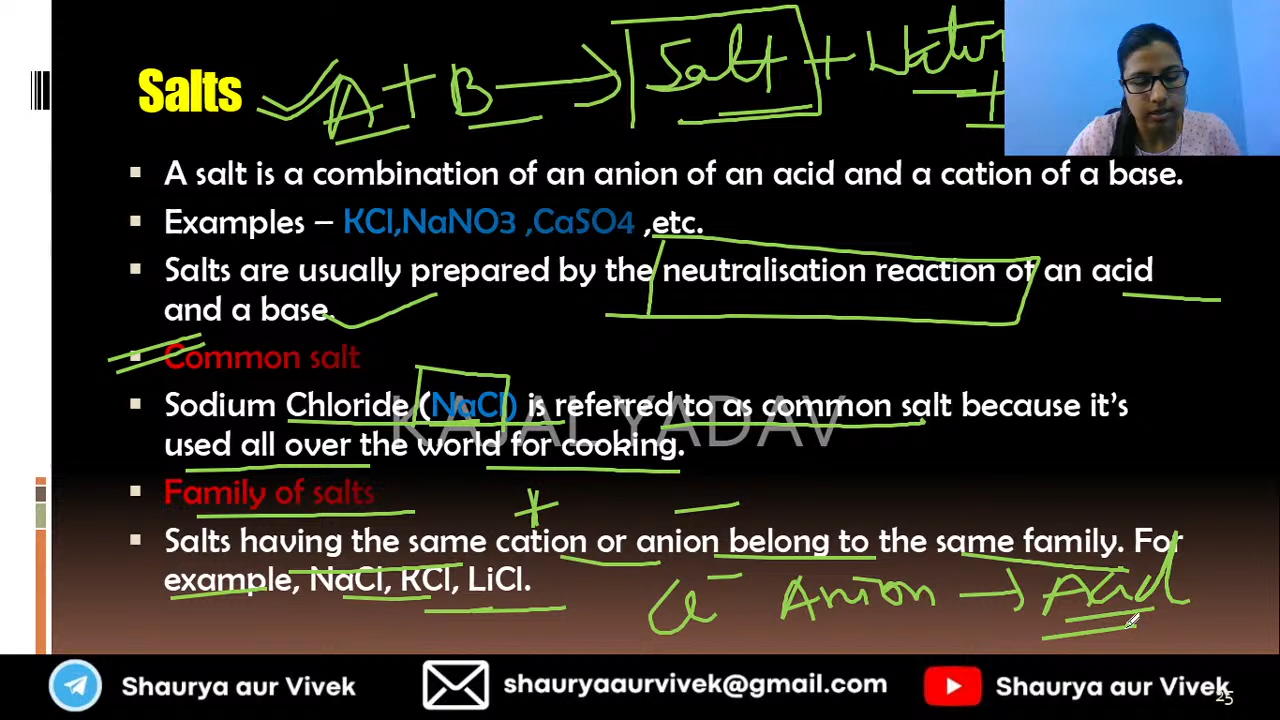 A + B → Salt + Water
+
Salts
A salt is a combination of an anion of an acid and a cation of a base.
Examples – KCl,NaNO3 ,CaSO4 ,etc.
Salts are usually prepared by the neutralisation reaction of an acid
and a base.
Common salt
Sodium Chloride (NaCl) is referred to as common salt because it's
used all over the world for cooking.
KAJAL YADAV
Family of salts
+ −
Salts having the same cation or anion belong to the same family. For
example, NaCl, KCl, LiCl.
Cl⁻ Anion → Acid
Shaurya aur Vivek
shauryaaurvivek@gmail.com
Shaurya aur Vivek
25